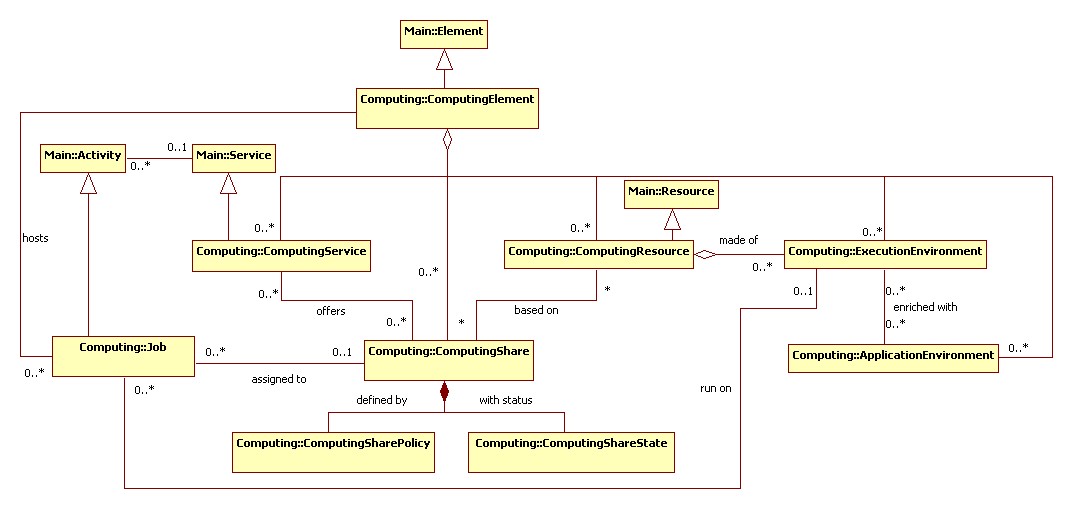 Main::Element
Computing::ComputingElement
Main::Activity
0..*
0..1
Main::Service
Main::Resource
hosts
0..*
0..*
0..*
Computing::ComputingService
Computing::ComputingResource
made of
0..*
Computing::ExecutionEnvironment
0..*
0..*
*
0..1
0..*
offers
0..*
*
based on
enriched with
0..*
Computing::Job
0..*
0..1
Computing::ComputingShare
Computing::ApplicationEnvironment
0..*
0..*
assigned to
0..*
run on
defined by
with status
Computing::ComputingSharePolicy
Computing::ComputingShareState